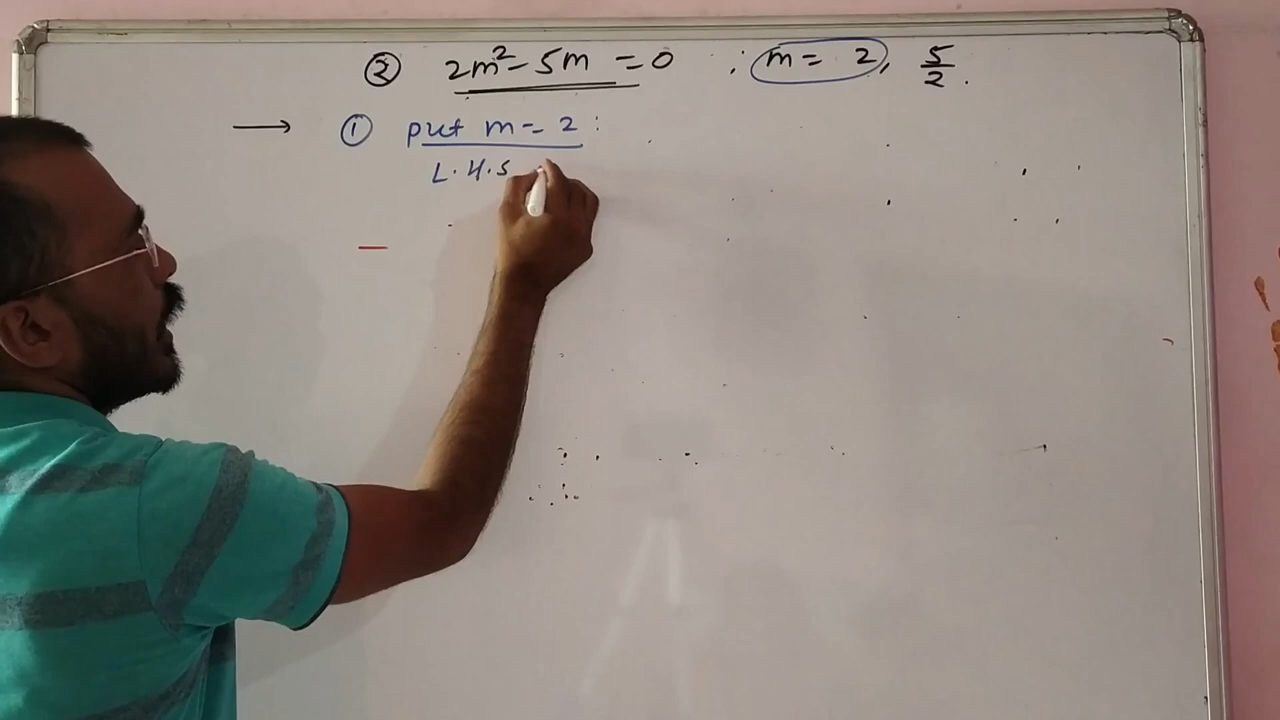 ② 2m² - 5m = 0 ; m = 2, 5/2.
→ ① put m = 2 :
L.H.S